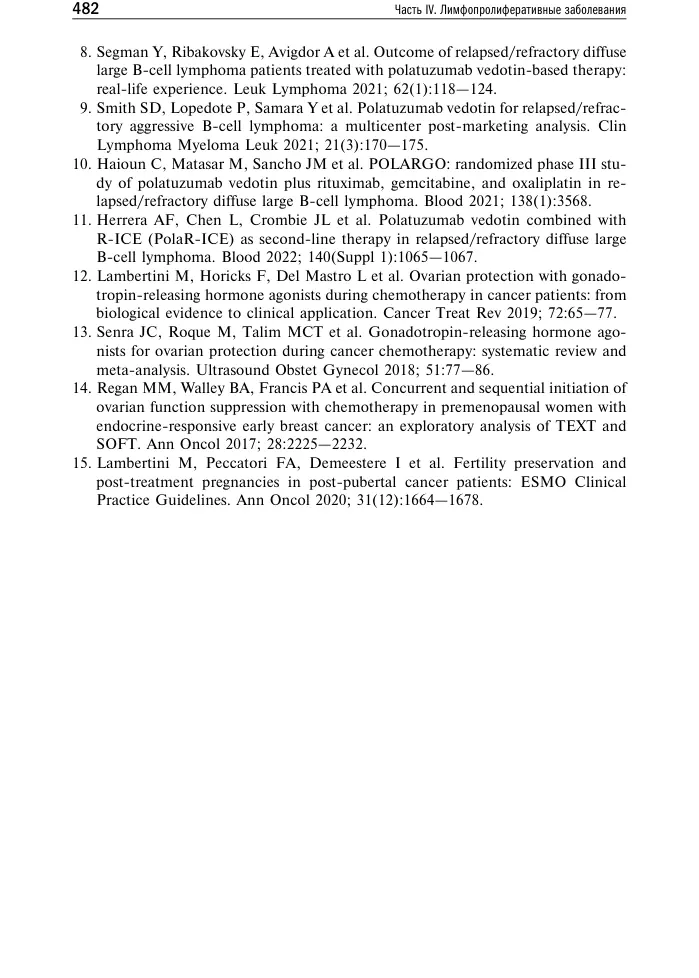 482
Часть IV. Лимфопролиферативные заболевания
8. Segman Y, Ribakovsky E, Avigdor A et al. Outcome of relapsed/refractory diffuse
large B-cell lymphoma patients treated with polatuzumab vedotin-based therapy:
real-life experience. Leuk Lymphoma 2021; 62(1):118—124.
9. Smith SD, Lopedote P, Samara Y et al. Polatuzumab vedotin for relapsed/refrac-
tory aggressive B-cell lymphoma: a multicenter post-marketing analysis. Clin
Lymphoma Myeloma Leuk 2021; 21(3):170—175.
10. Haioun C, Matasar M, Sancho JM et al. POLARGO: randomized phase III stu-
dy of polatuzumab vedotin plus rituximab, gemcitabine, and oxaliplatin in re-
lapsed/refractory diffuse large B-cell lymphoma. Blood 2021; 138(1):3568.
11. Herrera AF, Chen L, Crombie JL et al. Polatuzumab vedotin combined with
R-ICE (PolaR-ICE) as second-line therapy in relapsed/refractory diffuse large
B-cell lymphoma. Blood 2022; 140(Suppl 1):1065—1067.
12. Lambertini M, Horicks F, Del Mastro L et al. Ovarian protection with gonado-
tropin-releasing hormone agonists during chemotherapy in cancer patients: from
biological evidence to clinical application. Cancer Treat Rev 2019; 72:65—77.
13. Senra JC, Roque M, Talim MCT et al. Gonadotropin-releasing hormone ago-
nists for ovarian protection during cancer chemotherapy: systematic review and
meta-analysis. Ultrasound Obstet Gynecol 2018; 51:77—86.
14. Regan MM, Walley BA, Francis PA et al. Concurrent and sequential initiation of
ovarian function suppression with chemotherapy in premenopausal women with
endocrine-responsive early breast cancer: an exploratory analysis of TEXT and
SOFT. Ann Oncol 2017; 28:2225—2232.
15. Lambertini M, Peccatori FA, Demeestere I et al. Fertility preservation and
post-treatment pregnancies in post-pubertal cancer patients: ESMO Clinical
Practice Guidelines. Ann Oncol 2020; 31(12):1664—1678.